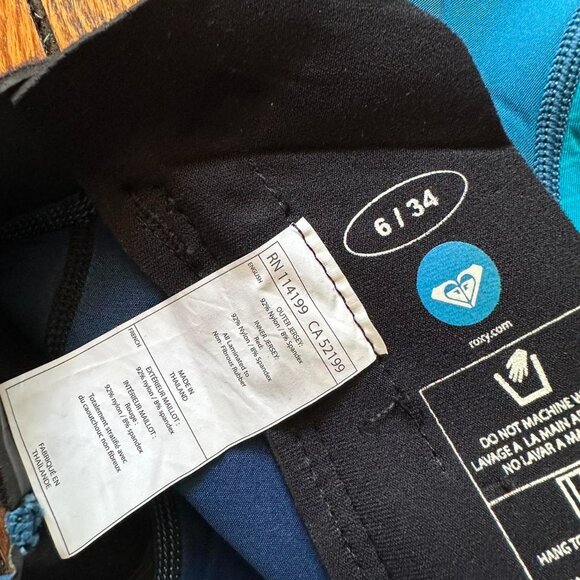 6 / 34
roxy.com
RN 114199 CA 52199
ENGLISH
OUTER JERSEY:
92% Nylon / 8% Spandex
INNER JERSEY:
Red:
92% Nylon / 8% Spandex
All Laminated to
Non-Fibrous Rubber
MADE IN
THAILAND
FRENCH
EXTÉRIEUR MAILLOT :
92% nylon / 8% spandex
INTÉRIEUR MAILLOT :
Rouge :
92% nylon / 8% spandex
Totalement stratifié avec
du caoutchouc non fibreux
FABRIQUÉ EN
THAÏLANDE
DO NOT MACHINE
LAVAGE A LA MAIN
NO LAVAR A
HANG TO